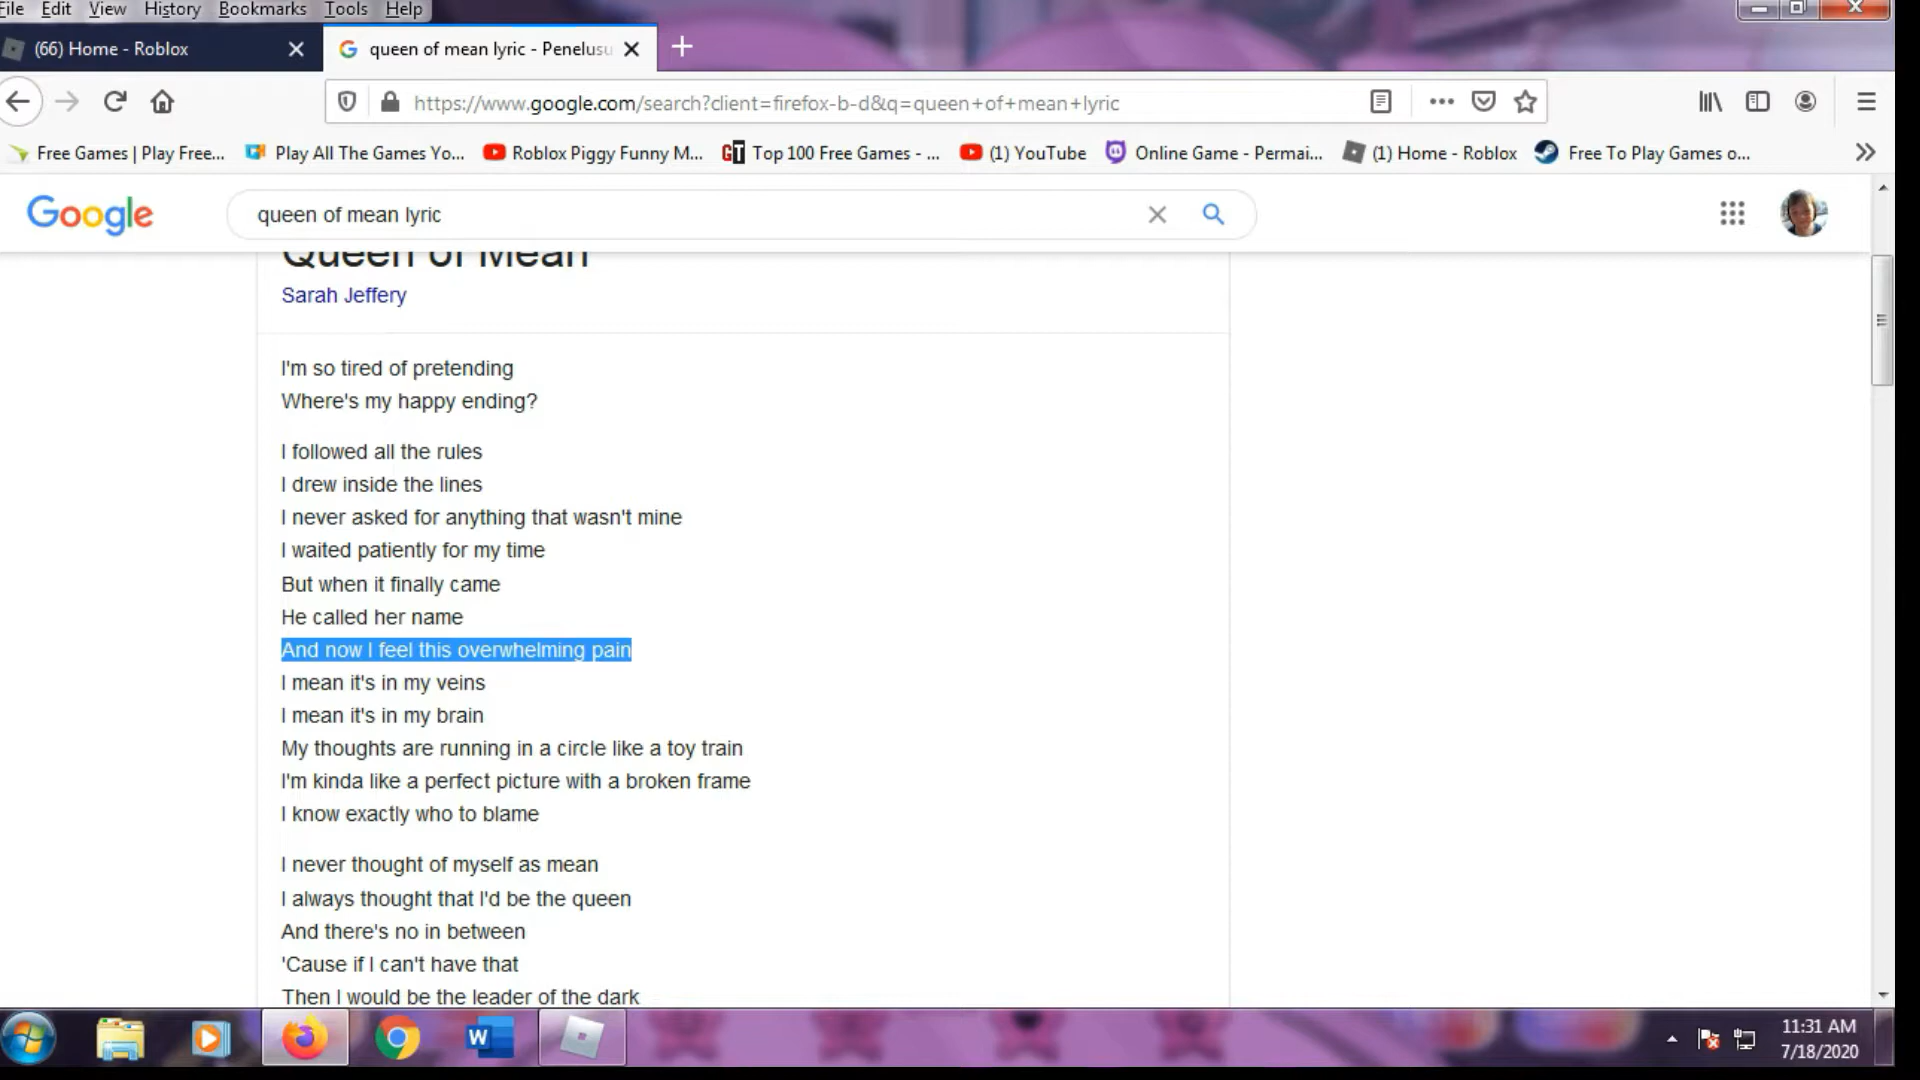 File Edit View History Bookmarks Tools Help
(66) Home - Roblox queen of mean lyric - Penelusu
https://www.google.com/search?client=firefox-b-d&q=queen+of+mean+lyric
Free Games | Play Free... Play All The Games Yo... Roblox Piggy Funny M... GT Top 100 Free Games - ... (1) YouTube Online Game - Permai... (1) Home - Roblox Free To Play Games o...
Google queen of mean lyric
Queen of Mean
Sarah Jeffery
I'm so tired of pretending
Where's my happy ending?
I followed all the rules
I drew inside the lines
I never asked for anything that wasn't mine
I waited patiently for my time
But when it finally came
He called her name
And now I feel this overwhelming pain
I mean it's in my veins
I mean it's in my brain
My thoughts are running in a circle like a toy train
I'm kinda like a perfect picture with a broken frame
I know exactly who to blame
I never thought of myself as mean
I always thought that I'd be the queen
And there's no in between
'Cause if I can't have that
Then I would be the leader of the dark
W
11:31 AM
7/18/2020